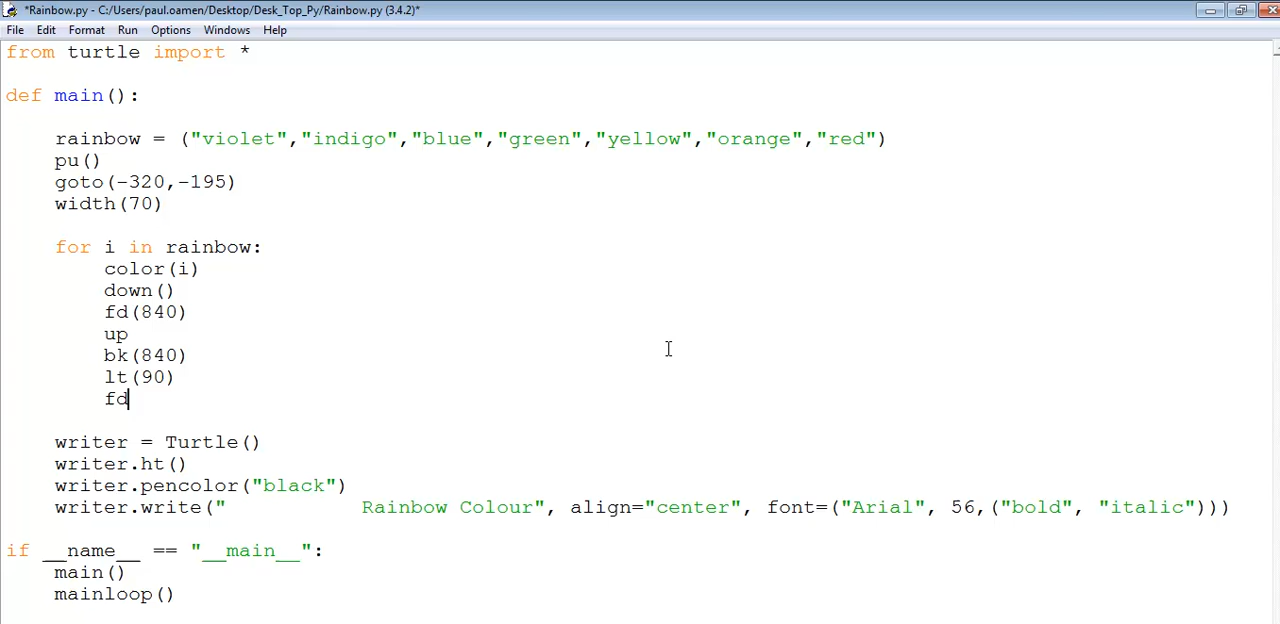 *Rainbow.py - C:/Users/paul.oamen/Desktop/Desk_Top_Py/Rainbow.py (3.4.2)*
File Edit Format Run Options Windows Help
from turtle import *
def main():
    rainbow = ("violet","indigo","blue","green","yellow","orange","red")
    pu()
    goto(-320,-195)
    width(70)
    for i in rainbow:
        color(i)
        down()
        fd(840)
        up
        bk(840)
        lt(90)
        fd
    writer = Turtle()
    writer.ht()
    writer.pencolor("black")
    writer.write("           Rainbow Colour", align="center", font=("Arial", 56,("bold", "italic")))
if __name__ == "__main__":
    main()
    mainloop()